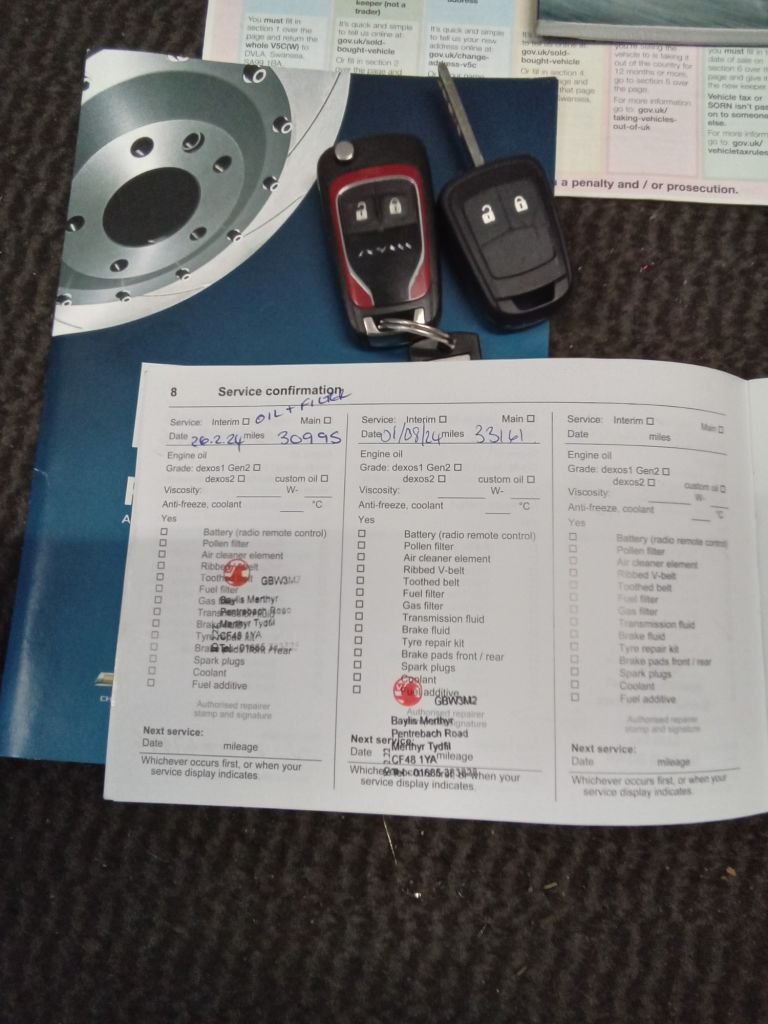 keeper (not a
trader)
address
You must fill in
section 1 over the
page and return the
whole V5C(W) to
DVLA, Swansea,
SA99 1BA
It's quick and simple
to tell us online at:
gov.uk/sold-
bought-vehicle
Or fill in section 2
over the page and
It's quick and simple
to tell us your new
address online at:
gov.uk/change-
address-v5c
gov.uk/sold-
bought-vehicle
Or fill in section 4
page and
that page
Swansea,
vehicle is taking it
out of the country for
12 months or more,
go to section 5 over
the page.
For more information
go to: gov.uk/
taking-vehicles-
out-of-uk
you must fill in
date of sale on
section 6 over
page and give
the new keeper
Vehicle tax or
SORN isn't pas
on to someone
else.
For more inform
go to: gov.uk/
vehicletaxrules
a penalty and / or prosecution.
8 Service confirmation
OIL + FILTER
Service: Interim Main
Date 26.2.24 miles 30995
Engine oil
Grade: dexos1 Gen2
dexos2 custom oil
Viscosity: W-
Anti-freeze, coolant °C
Yes
Battery (radio remote control)
Pollen filter
Air cleaner element
Ribbed V-belt
Toothed belt
Fuel filter
Gas filter
Transmission fluid
Brake fluid
Tyre repair kit
Brake pads front / rear
Spark plugs
Coolant
Fuel additive
GBW3M2
Baylis Merthyr
Pentrebach Road
Merthyr Tydfil
CF48 1YA
Authorised repairer
stamp and signature
Next service:
Date mileage
Whichever occurs first, or when your
service display indicates.
Service: Interim Main
Date 01/08/24 miles 33161
Engine oil
Grade: dexos1 Gen2
dexos2 custom oil
Viscosity: W-
Anti-freeze, coolant °C
Yes
Battery (radio remote control)
Pollen filter
Air cleaner element
Ribbed V-belt
Toothed belt
Fuel filter
Gas filter
Transmission fluid
Brake fluid
Tyre repair kit
Brake pads front / rear
Spark plugs
Coolant
Fuel additive
GBW3M2
Authorised repairer
signature
Baylis Merthyr
Pentrebach Road
Merthyr Tydfil
CF48 1YA
Next service:
Date mileage
Whichever occurs first, or when your
service display indicates.
Service: Interim Main
Date miles
Engine oil
Grade: dexos1 Gen2
dexos2 custom oil
Viscosity: W-
Anti-freeze, coolant °C
Yes
Battery (radio remote control)
Pollen filter
Air cleaner element
Ribbed V-belt
Toothed belt
Fuel filter
Gas filter
Transmission fluid
Brake fluid
Tyre repair kit
Brake pads front / rear
Spark plugs
Coolant
Fuel additive
Authorised repairer
stamp and signature
Next service:
Date mileage
Whichever occurs first, or when your
service display indicates.